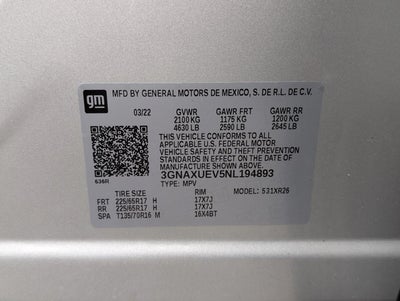 gm MFD BY GENERAL MOTORS DE MEXICO, S. DE R.L. DE C.V.
03/22 GVWR GAWR FRT GAWR RR
2100 KG 1175 KG 1200 KG
4630 LB 2590 LB 2645 LB
THIS VEHICLE CONFORMS TO ALL
APPLICABLE U.S. FEDERAL MOTOR
VEHICLE SAFETY AND THEFT PREVENTION
STANDARDS IN EFFECT ON THE DATE OF
MANUFACTURE SHOWN ABOVE.
3GNAXUEV5NL194893
636R TYPE: MPV
TIRE SIZE RIM MODEL: 531XR26
FRT 225/65R17 H 17X7J
RR 225/65R17 H 17X7J
SPA T135/70R16 M 16X4BT